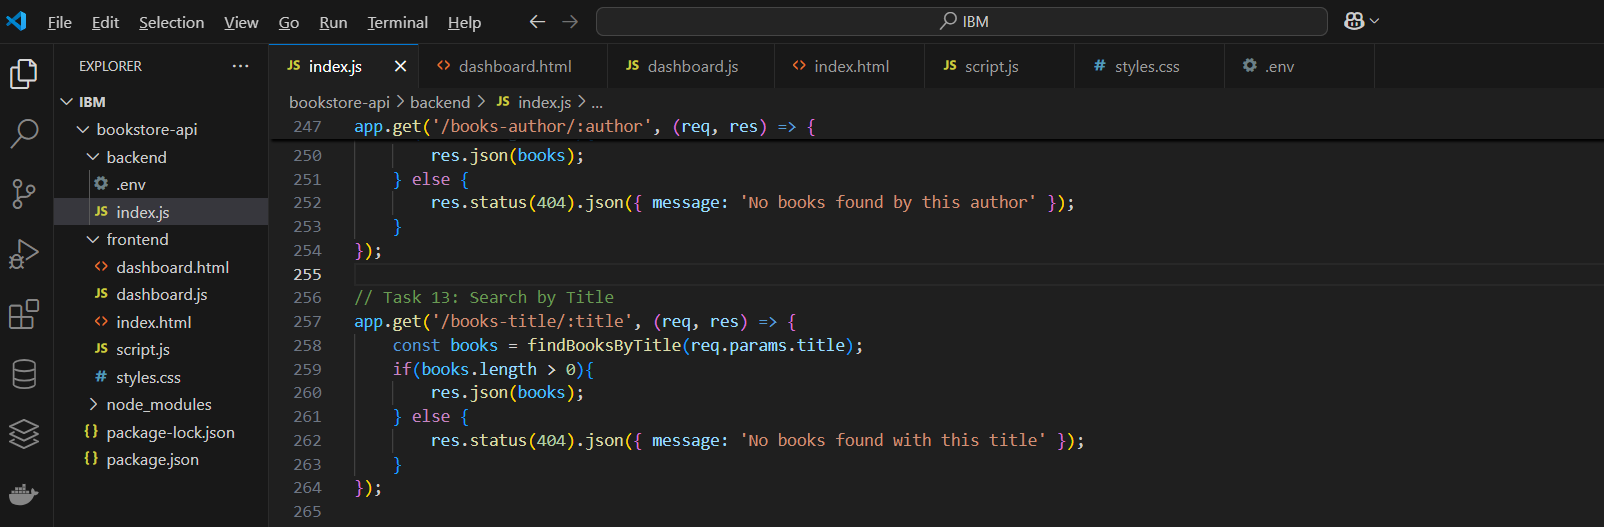 File Edit Selection View Go Run Terminal Help IBM
EXPLORER ...
IBM
bookstore-api
backend
.env
JS index.js
frontend
<> dashboard.html
JS dashboard.js
<> index.html
JS script.js
# styles.css
node_modules
{} package-lock.json
{} package.json
JS index.js <> dashboard.html JS dashboard.js <> index.html JS script.js # styles.css .env
bookstore-api > backend > JS index.js > ...
247 app.get('/books-author/:author', (req, res) => {
250 res.json(books);
251 } else {
252 res.status(404).json({ message: 'No books found by this author' });
253 }
254 });
255
256 // Task 13: Search by Title
257 app.get('/books-title/:title', (req, res) => {
258 const books = findBooksByTitle(req.params.title);
259 if(books.length > 0){
260 res.json(books);
261 } else {
262 res.status(404).json({ message: 'No books found with this title' });
263 }
264 });
265